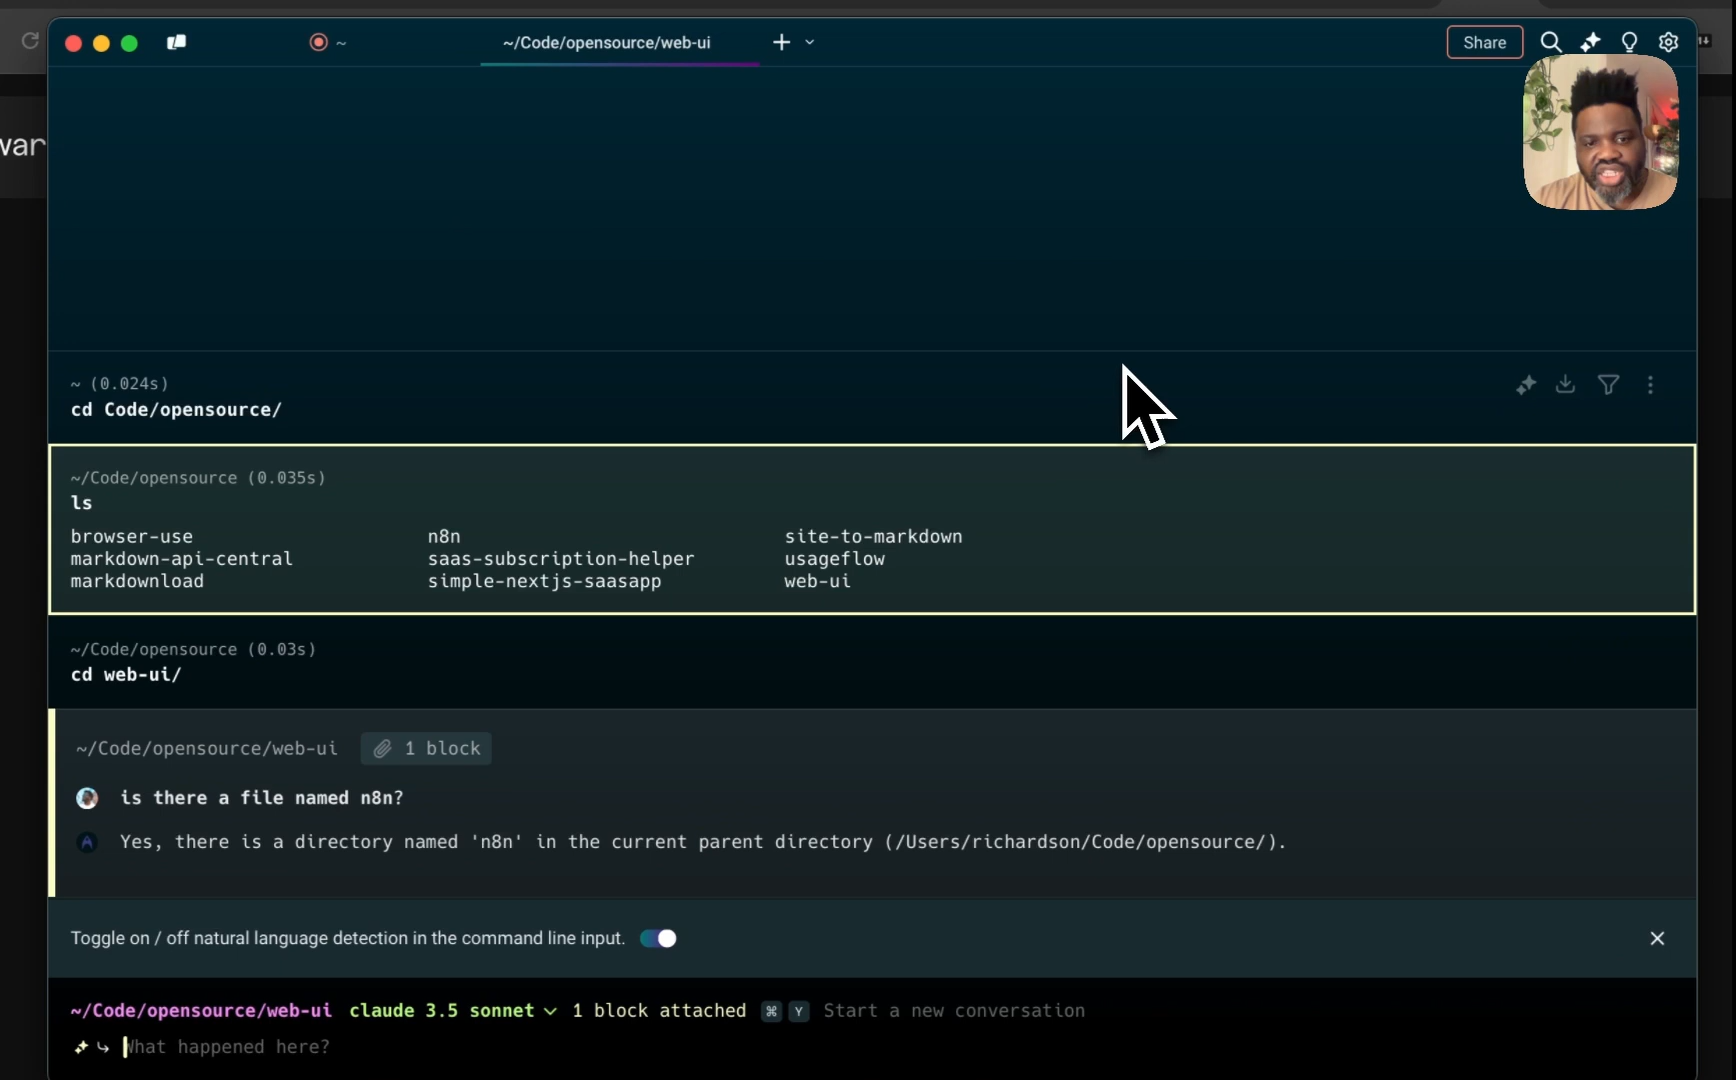 ~
~/Code/opensource/web-ui
Share
~ (0.024s)
cd Code/opensource/
~/Code/opensource (0.035s)
ls
browser-use n8n site-to-markdown
markdown-api-central saas-subscription-helper usageflow
markdownload simple-nextjs-saasapp web-ui
~/Code/opensource (0.03s)
cd web-ui/
~/Code/opensource/web-ui 1 block
is there a file named n8n?
Yes, there is a directory named 'n8n' in the current parent directory (/Users/richardson/Code/opensource/).
Toggle on / off natural language detection in the command line input.
~/Code/opensource/web-ui claude 3.5 sonnet 1 block attached ⌘ Y Start a new conversation
What happened here?